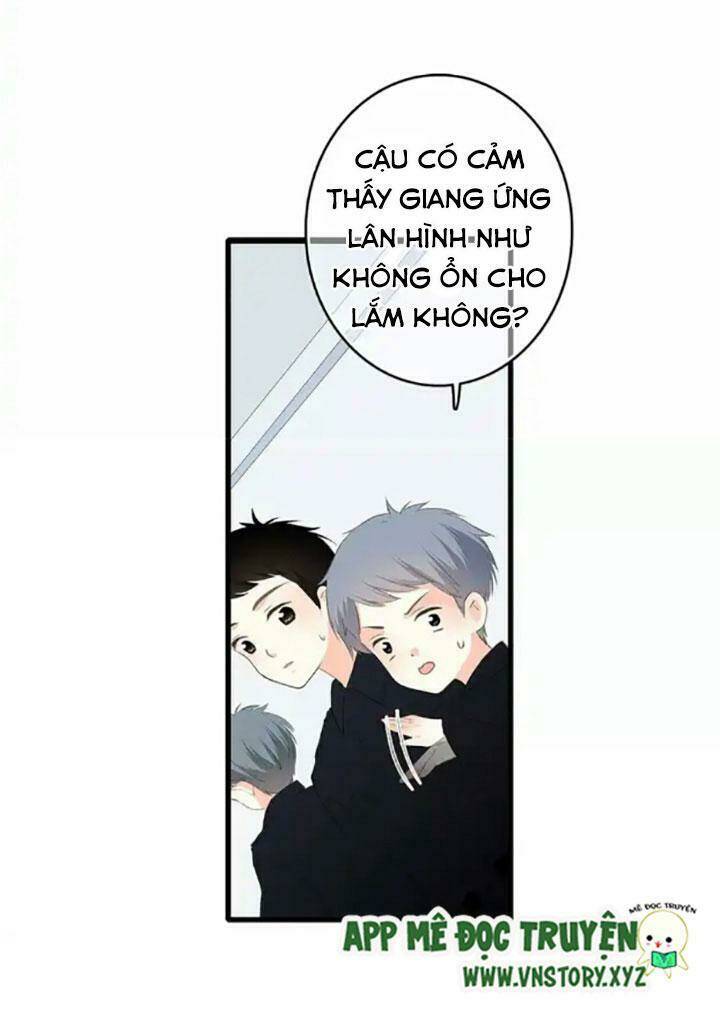 CẬU CÓ CẢM
THẤY GIANG ỨNG
LÂN HÌNH NHƯ
KHÔNG ỔN CHO
LẮM KHÔNG?
MÊ ĐỌC TRUYỆN
APP MÊ ĐỌC TRUYỆN
WWW.VNSTORY.XYZ